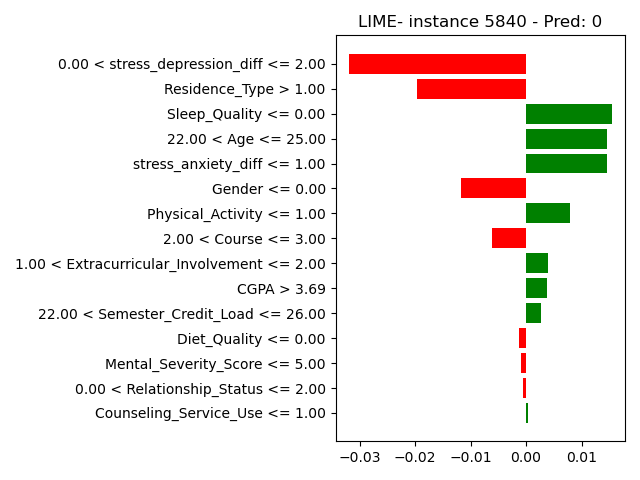 LIME- instance 5840 - Pred: 0
0.00 < stress_depression_diff <= 2.00
Residence_Type > 1.00
Sleep_Quality <= 0.00
22.00 < Age <= 25.00
stress_anxiety_diff <= 1.00
Gender <= 0.00
Physical_Activity <= 1.00
2.00 < Course <= 3.00
1.00 < Extracurricular_Involvement <= 2.00
CGPA > 3.69
22.00 < Semester_Credit_Load <= 26.00
Diet_Quality <= 0.00
Mental_Severity_Score <= 5.00
0.00 < Relationship_Status <= 2.00
Counseling_Service_Use <= 1.00
−0.03 −0.02 −0.01 0.00 0.01